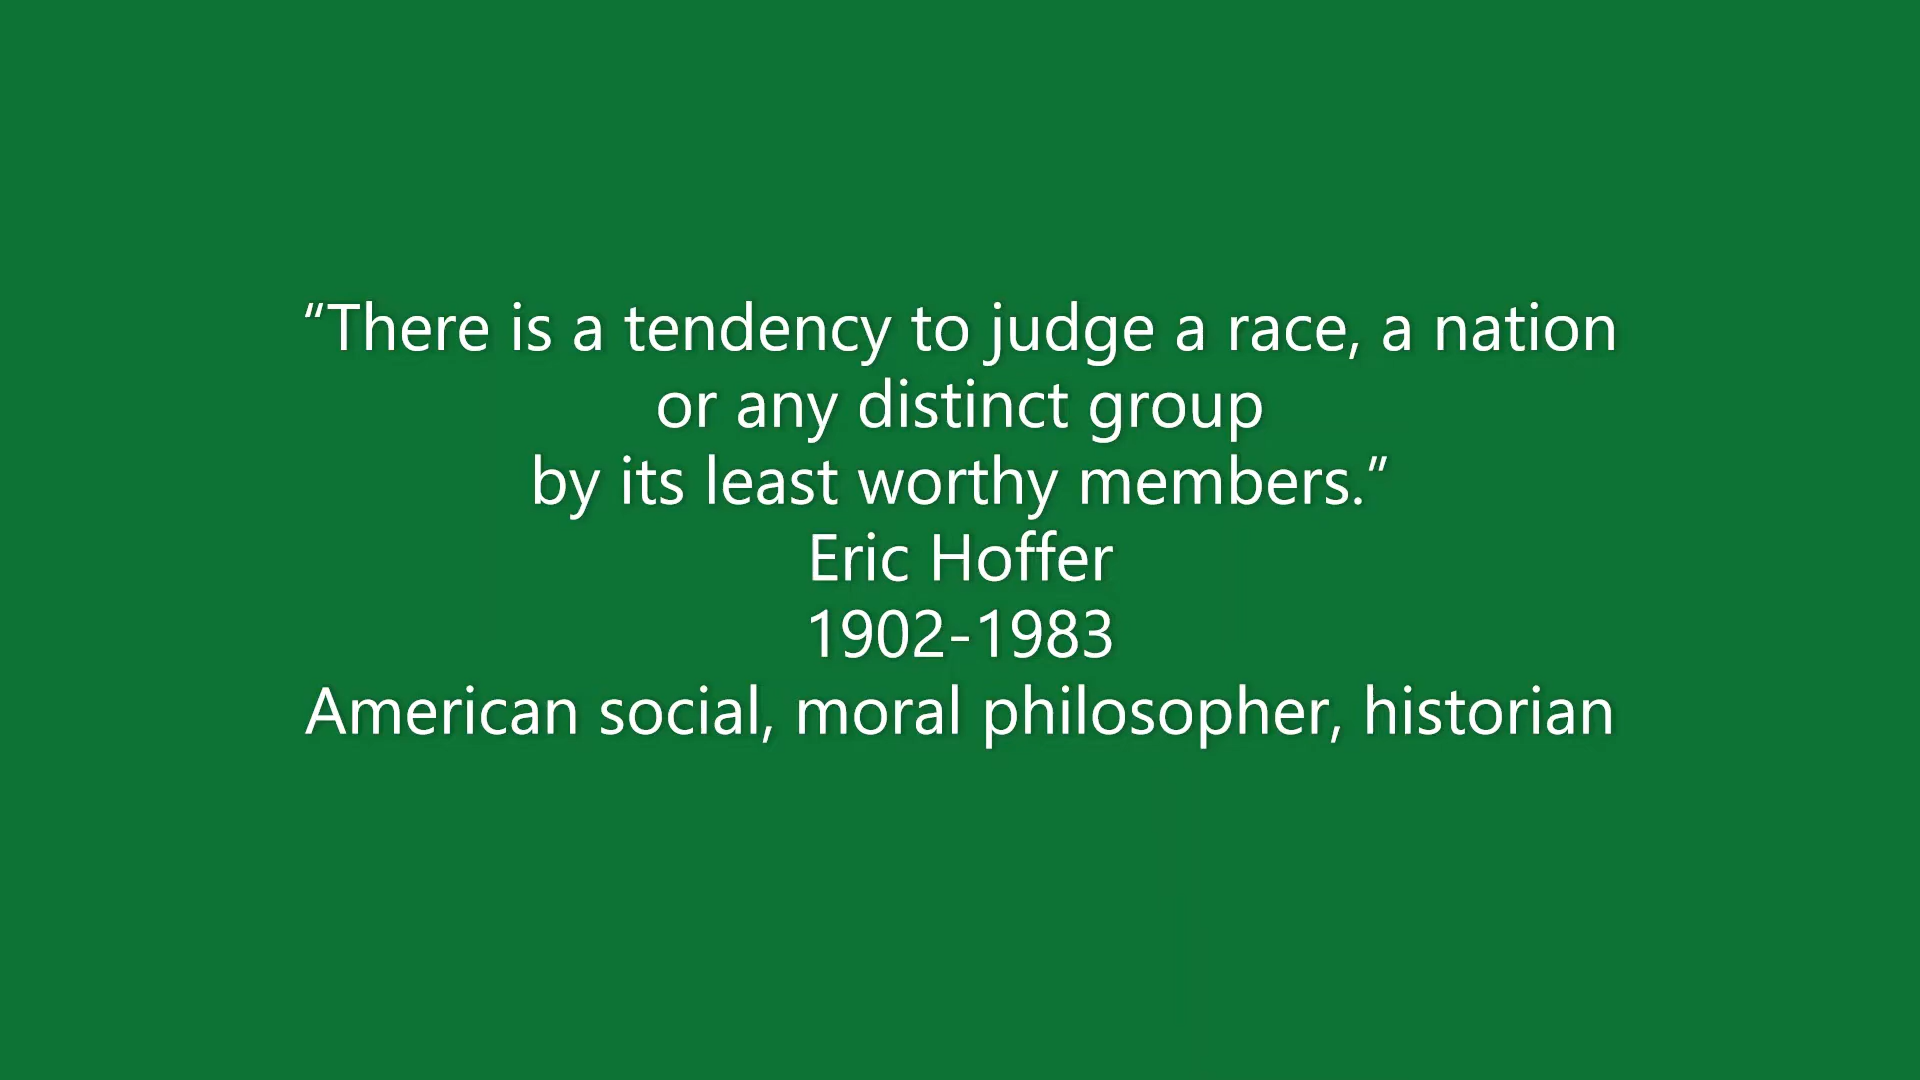 “There is a tendency to judge a race, a nation
or any distinct group
by its least worthy members.”
Eric Hoffer
1902-1983
American social, moral philosopher, historian